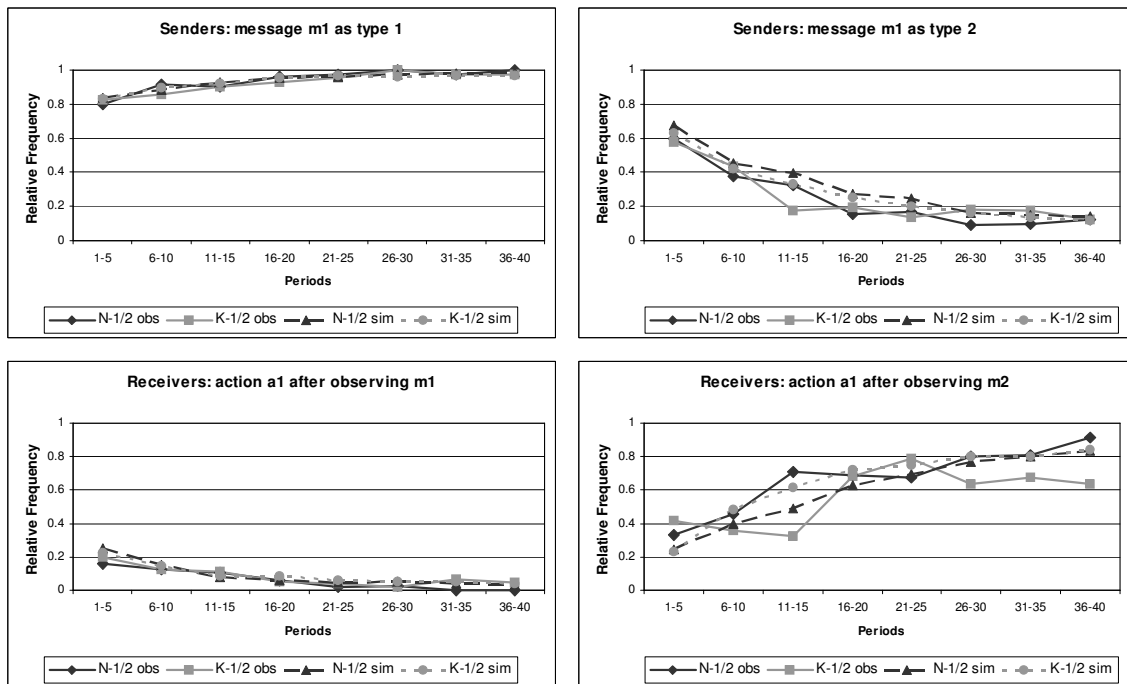 Senders: message m1 as type 1
Relative Frequency
1
0.8
0.6
0.4
0.2
0
1-5 6-10 11-15 16-20 21-25 26-30 31-35 36-40
Periods
N-1/2 obs K-1/2 obs N-1/2 sim K-1/2 sim
Senders: message m1 as type 2
Relative Frequency
1
0.8
0.6
0.4
0.2
0
1-5 6-10 11-15 16-20 21-25 26-30 31-35 36-40
Periods
N-1/2 obs K-1/2 obs N-1/2 sim K-1/2 sim
Receivers: action a1 after observing m1
Relative Frequency
1
0.8
0.6
0.4
0.2
0
1-5 6-10 11-15 16-20 21-25 26-30 31-35 36-40
Periods
N-1/2 obs K-1/2 obs N-1/2 sim K-1/2 sim
Receivers: action a1 after observing m2
Relative Frequency
1
0.8
0.6
0.4
0.2
0
1-5 6-10 11-15 16-20 21-25 26-30 31-35 36-40
Periods
N-1/2 obs K-1/2 obs N-1/2 sim K-1/2 sim